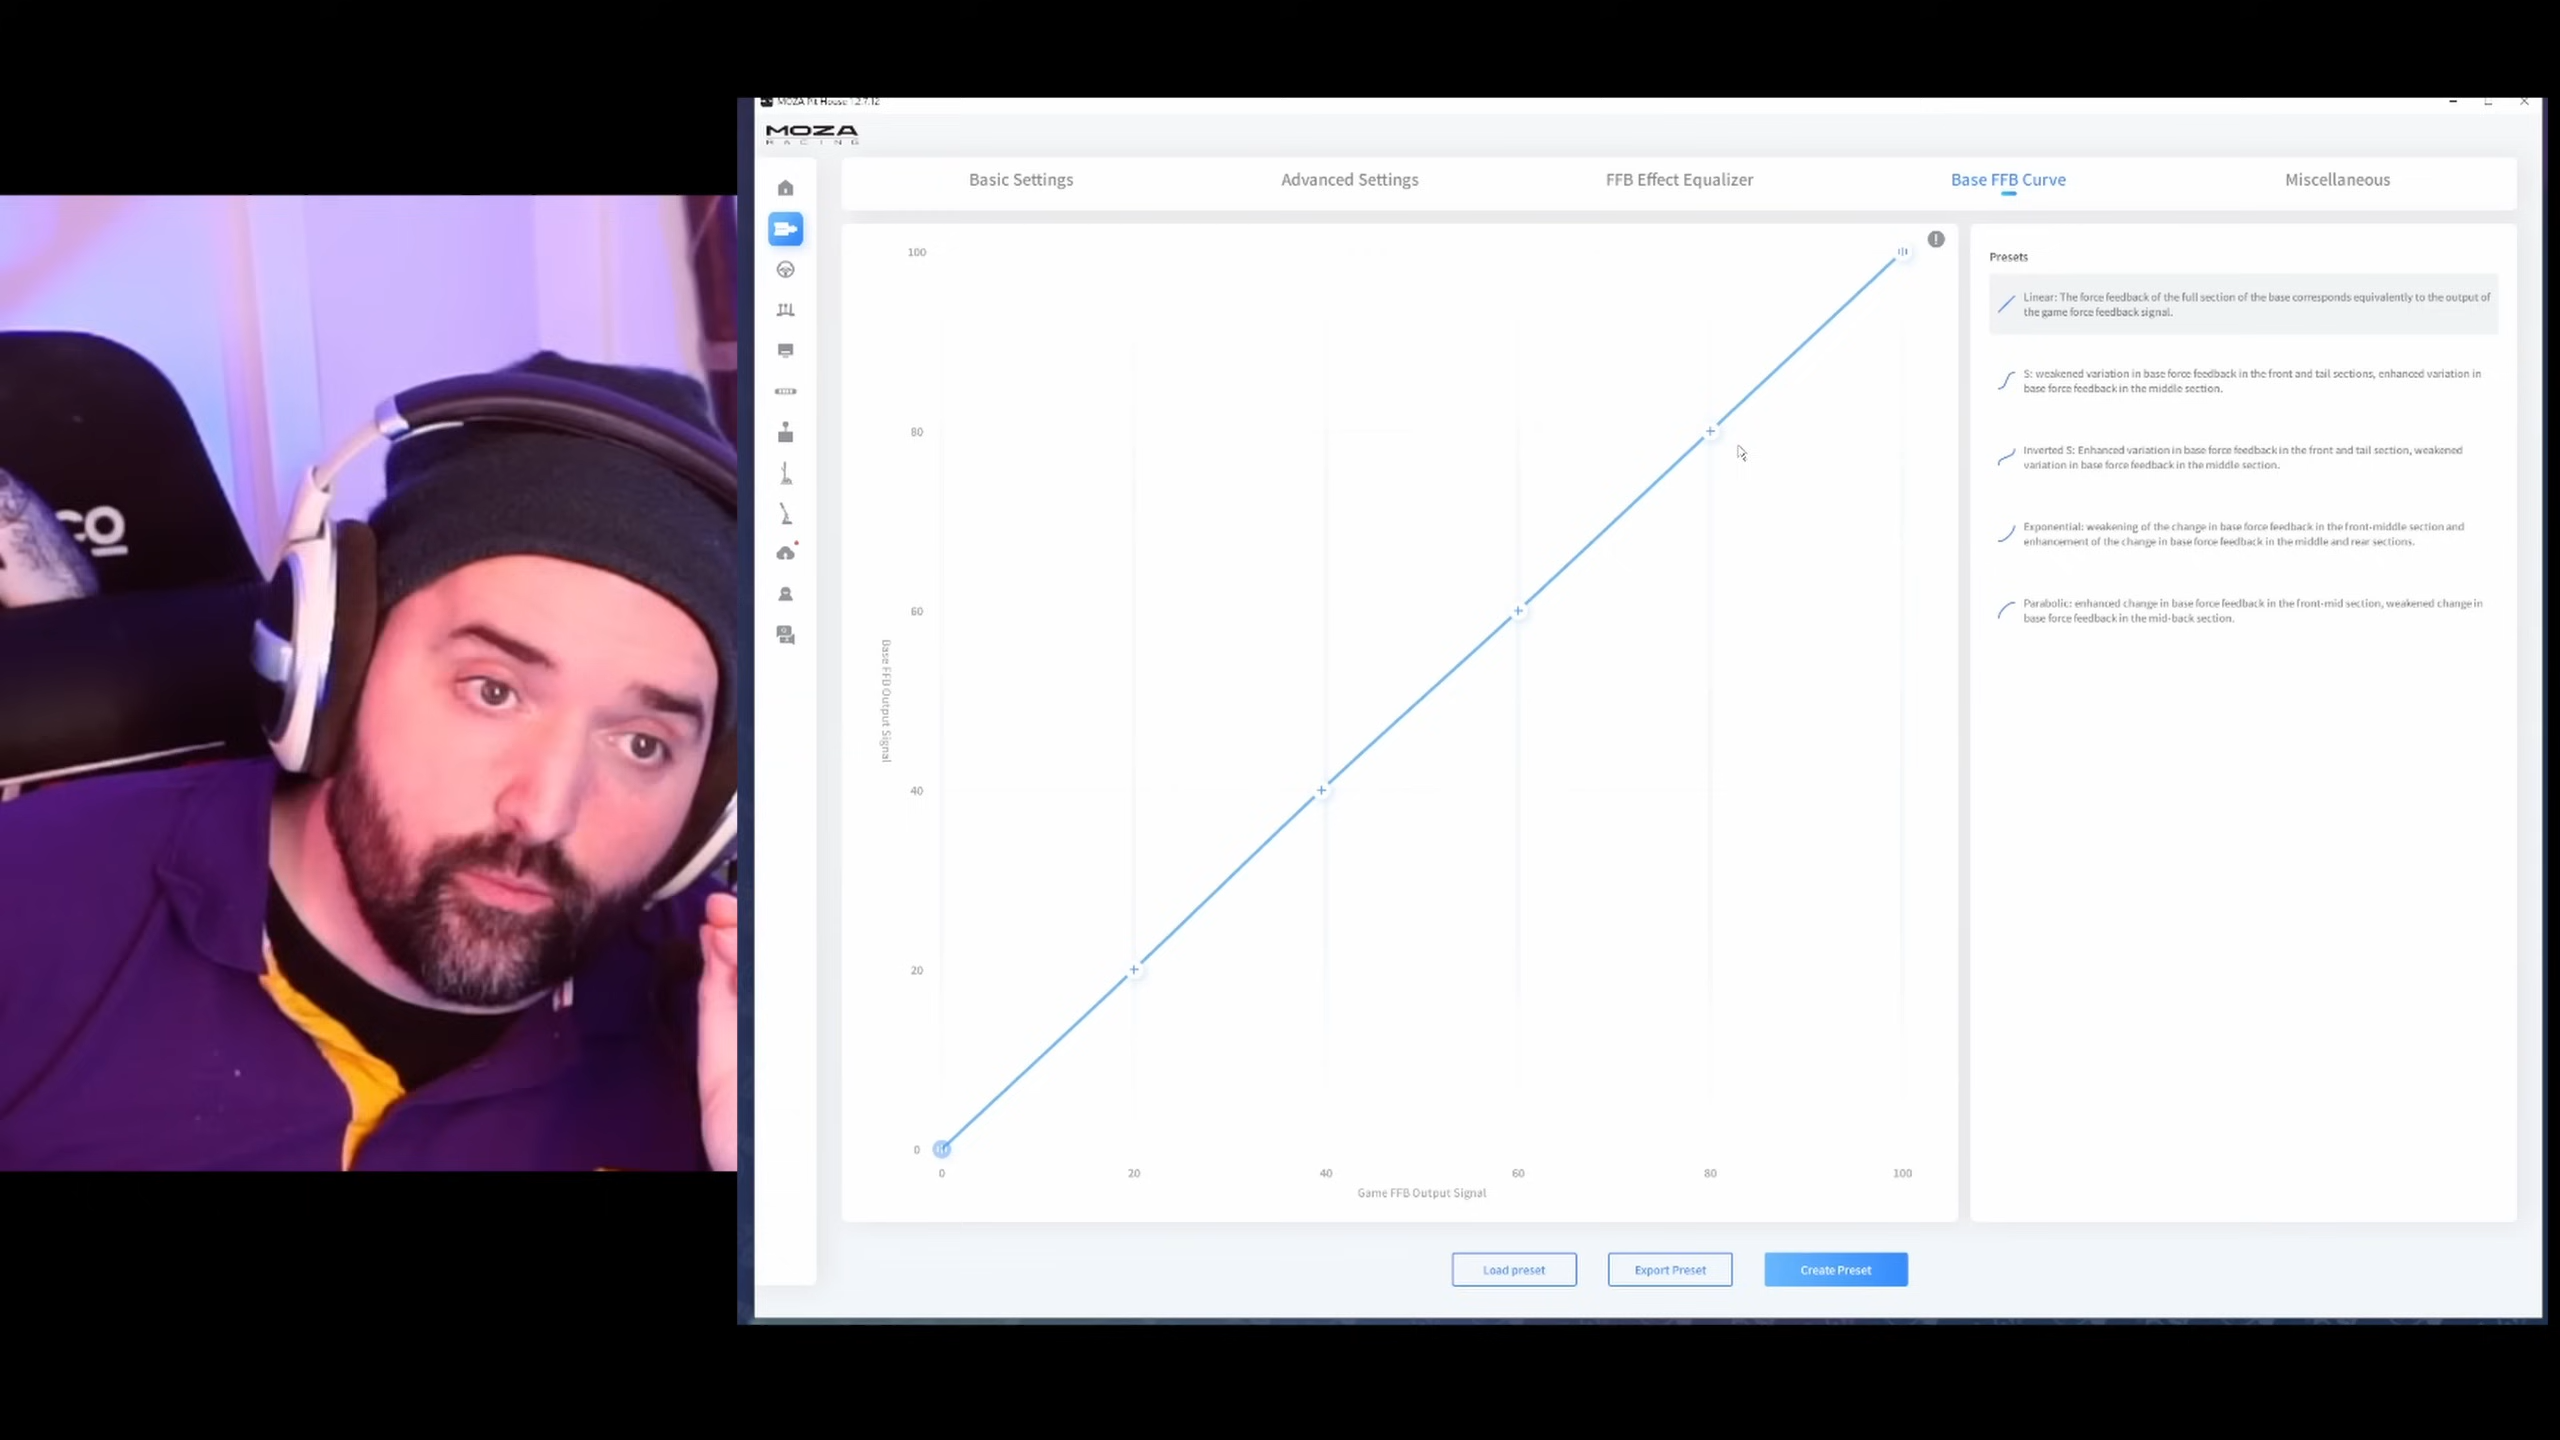 MOZA Pit House 1.2.7.12
MOZA
RACING
Basic Settings
Advanced Settings
FFB Effect Equalizer
Base FFB Curve
Miscellaneous
100
80
60
40
20
0
Base FFB Output Signal
0
20
40
60
80
100
Game FFB Output Signal
Presets
Linear: The force feedback of the full section of the base corresponds equivalently to the output of
the game force feedback signal.
S: weakened variation in base force feedback in the front and tail sections, enhanced variation in
base force feedback in the middle section.
Inverted S: Enhanced variation in base force feedback in the front and tail section, weakened
variation in base force feedback in the middle section.
Exponential: weakening of the change in base force feedback in the front-middle section and
enhancement of the change in base force feedback in the middle and rear sections.
Parabolic: enhanced change in base force feedback in the front-mid section, weakened change in
base force feedback in the mid-back section.
Load preset
Export Preset
Create Preset